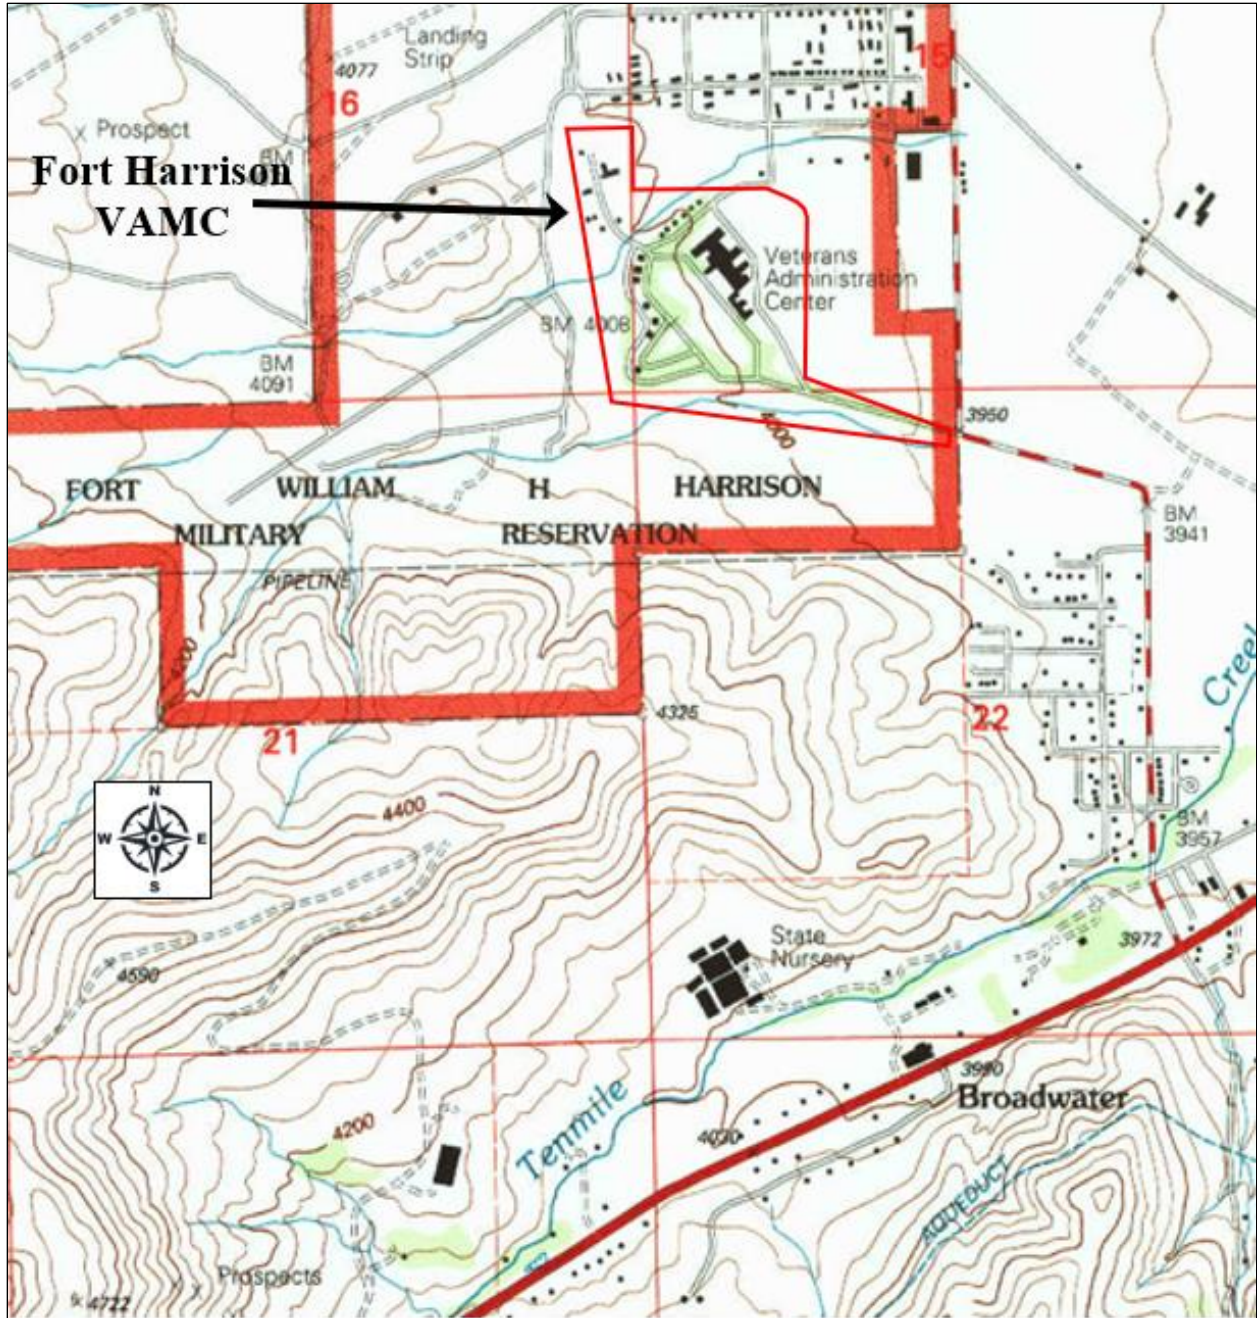 Landing
Strip
4077
16
15
Prospect
BM
Fort Harrison
VAMC
Veterans
Administration
Center
BM 4008
BM
4091
3950
4000
FORT WILLIAM H HARRISON
MILITARY RESERVATION
BM
3941
PIPELINE
4200
Creek
4325
21
22
4400
N
W E
S
BM
3957
State
Nursery
3972
4590
3990
Broadwater
Tenmile
4200
4030
AQUEDUCT
Prospects
4722